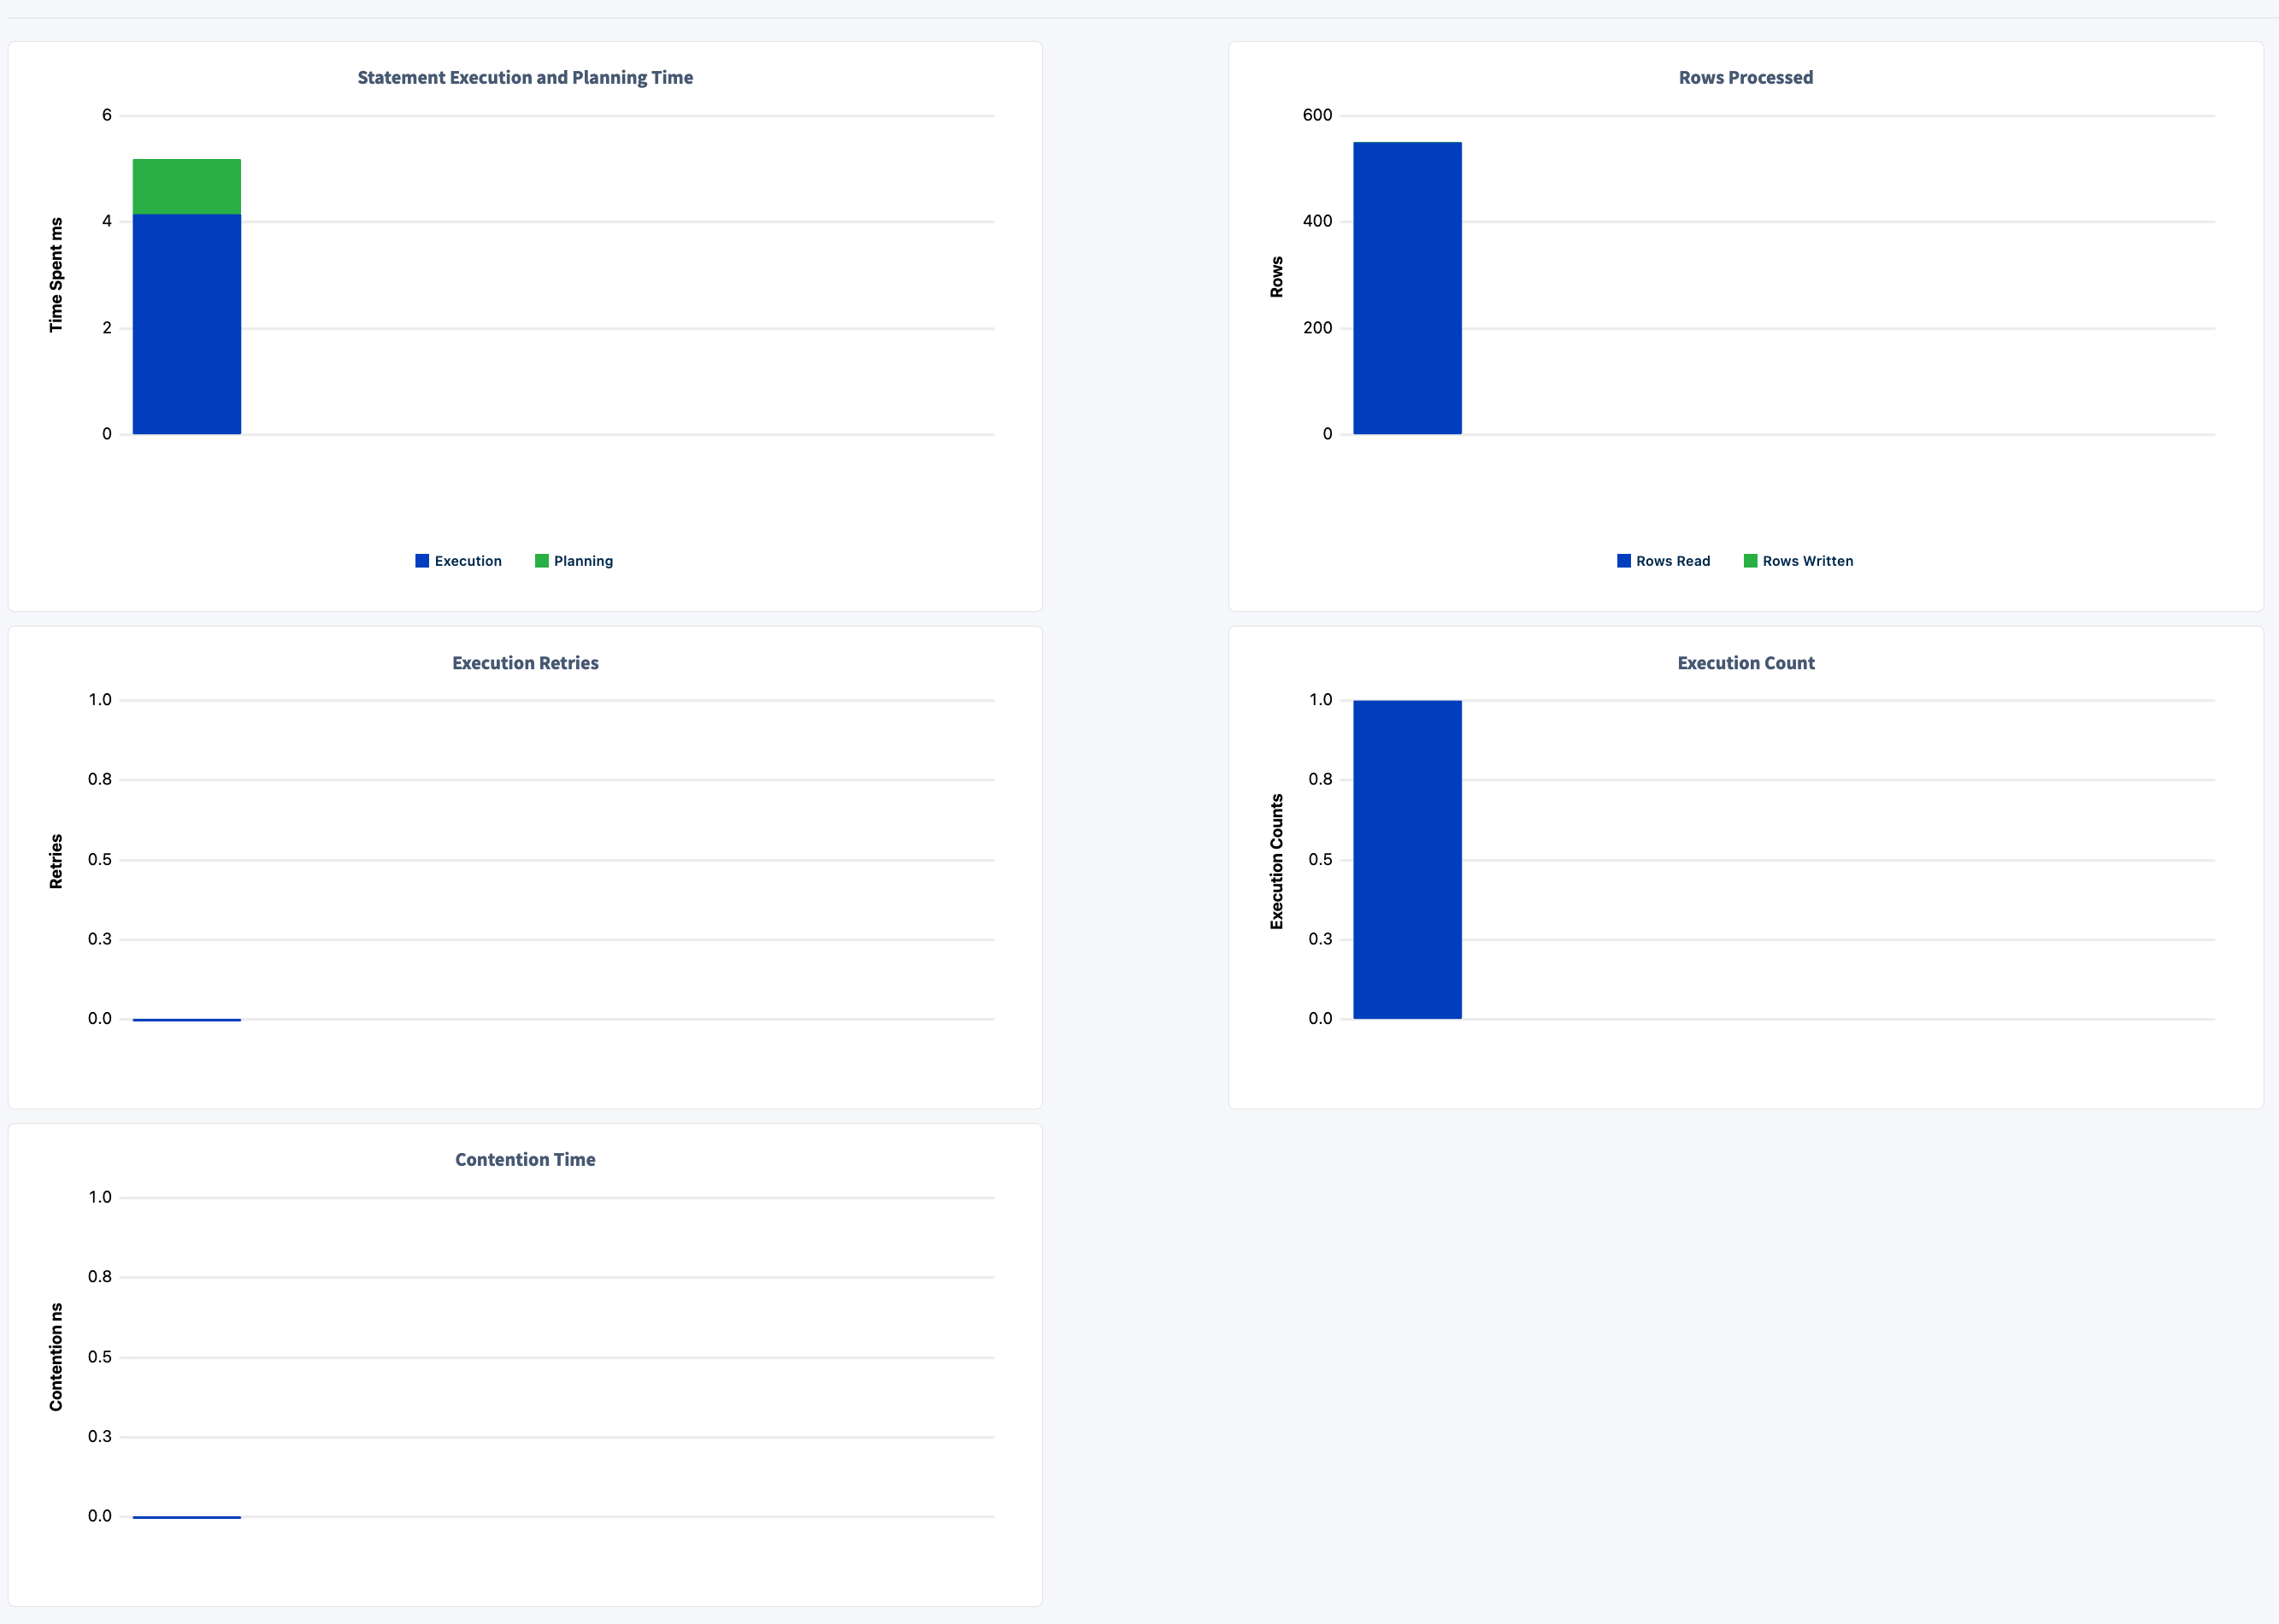 Statement Execution and Planning Time
6
4
2
0
Time Spent ms
Execution
Planning
Rows Processed
600
400
200
0
Rows
Rows Read
Rows Written
Execution Retries
1.0
0.8
0.5
0.3
0.0
Retries
Execution Count
1.0
0.8
0.5
0.3
0.0
Execution Counts
Contention Time
1.0
0.8
0.5
0.3
0.0
Contention ns